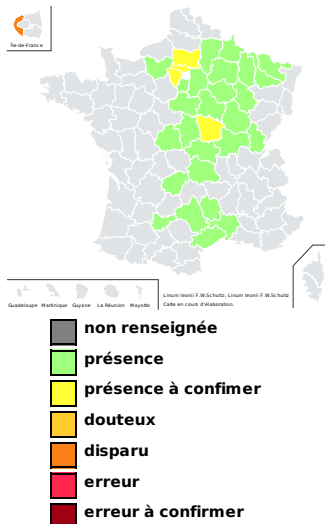 Île-de-France
Guadeloupe Martinique Guyane La Réunion Mayotte
Linum leonii F.W.Schultz, Linum leonii F.W.Schultz
Carte en cours d'élaboration.
non renseignée
présence
présence à confimer
douteux
disparu
erreur
erreur à confirmer